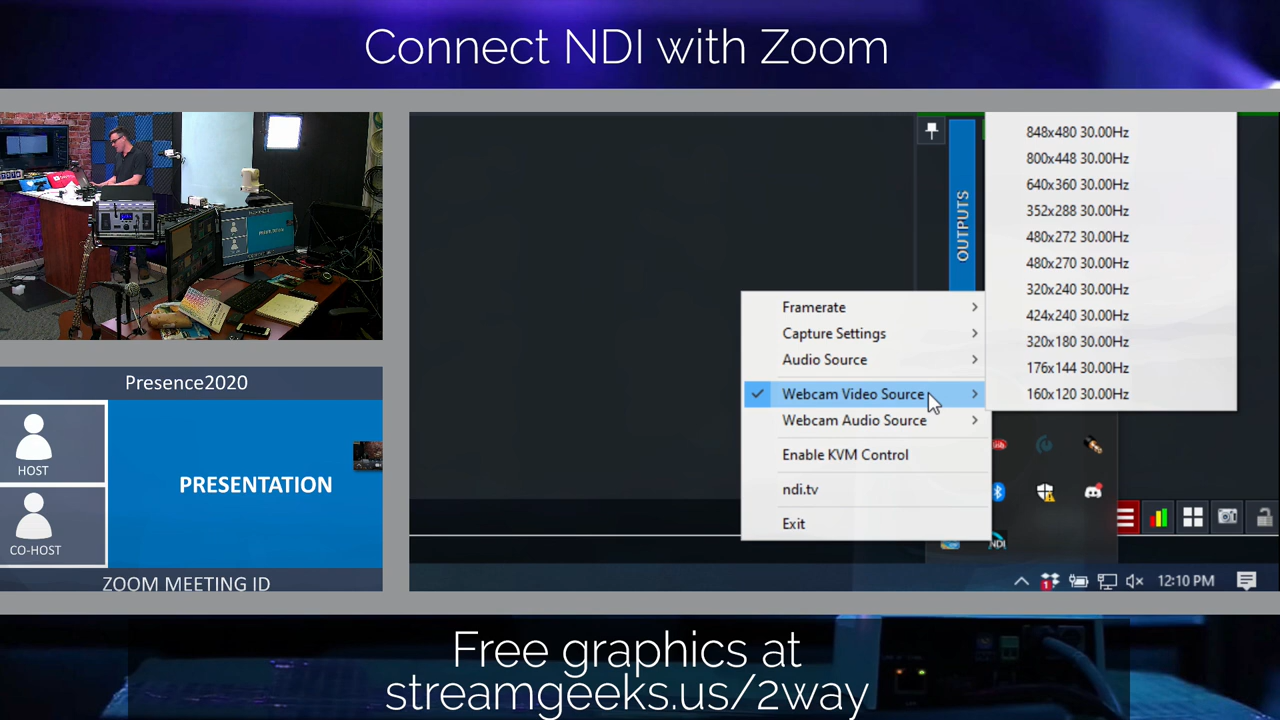 Connect NDI with Zoom
OUTPUTS
848x480 30.00Hz
800x448 30.00Hz
640x360 30.00Hz
352x288 30.00Hz
480x272 30.00Hz
480x270 30.00Hz
320x240 30.00Hz
424x240 30.00Hz
320x180 30.00Hz
176x144 30.00Hz
160x120 30.00Hz
Framerate
Capture Settings
Audio Source
Webcam Video Source
Webcam Audio Source
Enable KVM Control
ndi.tv
Exit
NDI
1
12:10 PM
Presence2020
HOST
CO-HOST
PRESENTATION
ZOOM MEETING ID
Free graphics at
streamgeeks.us/2way